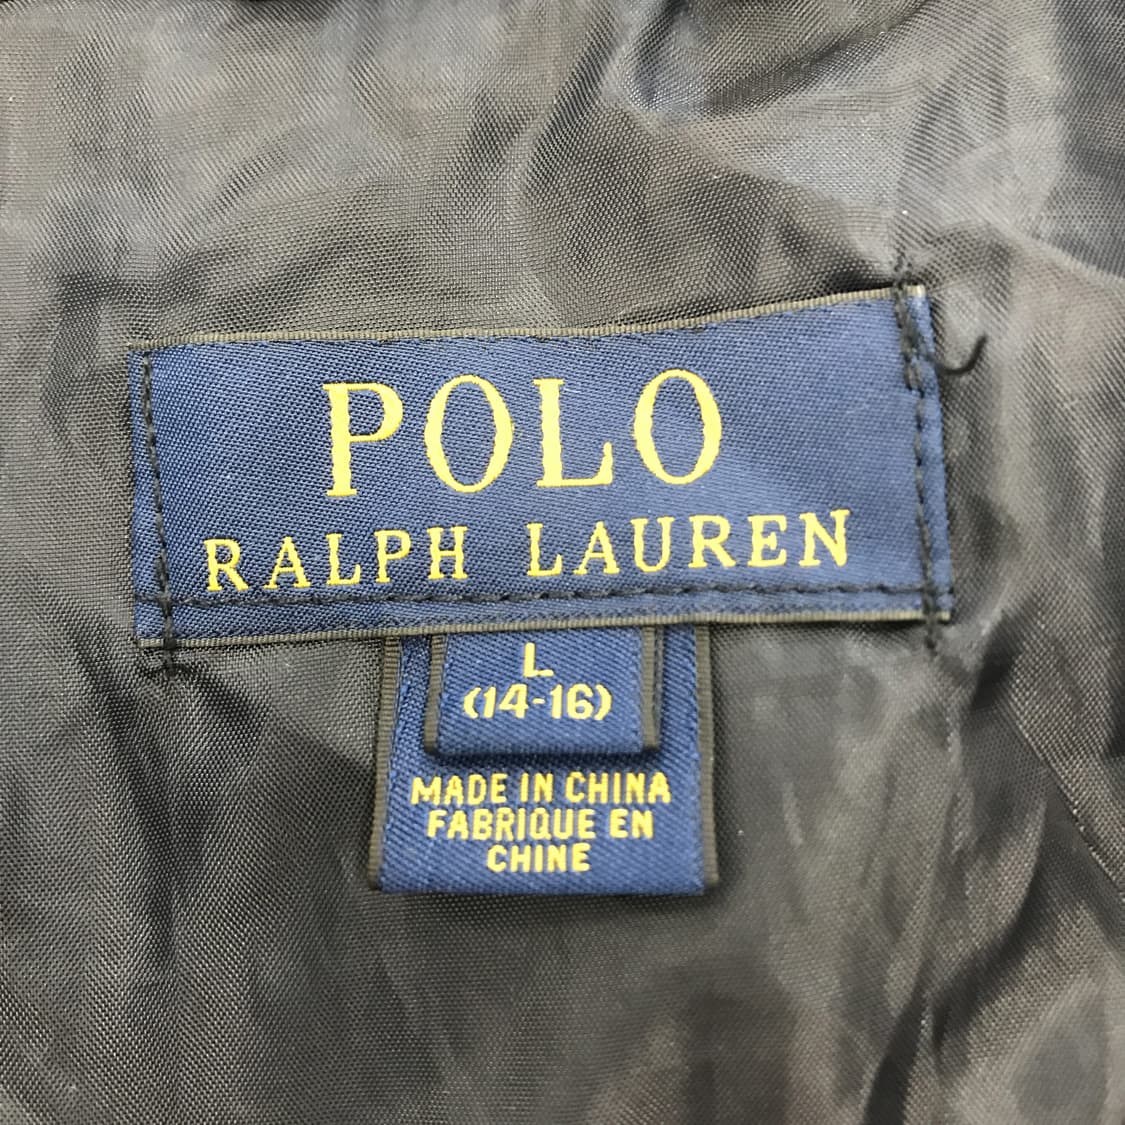 POLO
RALPH LAUREN
L
(14-16)
MADE IN CHINA
FABRIQUE EN
CHINE